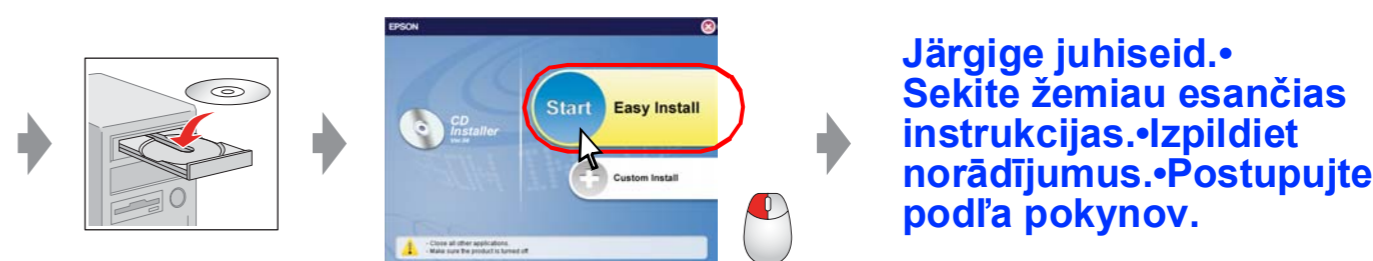 EPSON
CD
Installer
Start
Easy Install
Custom Install
- Close all other applications.
- Make sure the product is turned off.
Järgige juhiseid.•
Sekite žemiau esančias
instrukcijas.•Izpildiet
norādījumus.•Postupujte
podľa pokynov.